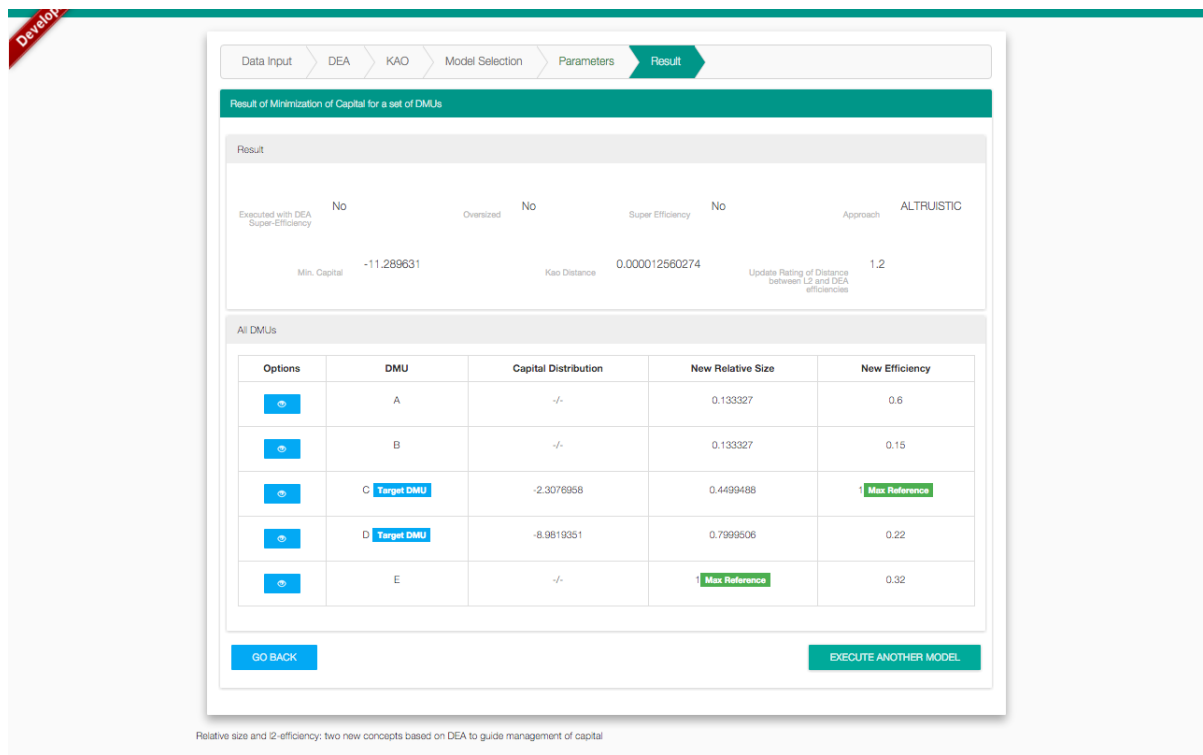 Develop
Data Input DEA KAO Model Selection Parameters Result
Result of Minimization of Capital for a set of DMUs
Result
Executed with DEA Super-Efficiency No Oversized No Super Efficiency No Approach ALTRUISTIC
Min. Capital -11.289631 Kao Distance 0.000012560274 Update Rating of Distance between L2 and DEA efficiencies 1.2
All DMUs
Options DMU Capital Distribution New Relative Size New Efficiency
A -/- 0.133327 0.6
B -/- 0.133327 0.15
C Target DMU -2.3076958 0.4499488 1 Max Reference
D Target DMU -8.9819351 0.7999506 0.22
E -/- 1 Max Reference 0.32
GO BACK EXECUTE ANOTHER MODEL
Relative size and l2-efficiency: two new concepts based on DEA to guide management of capital